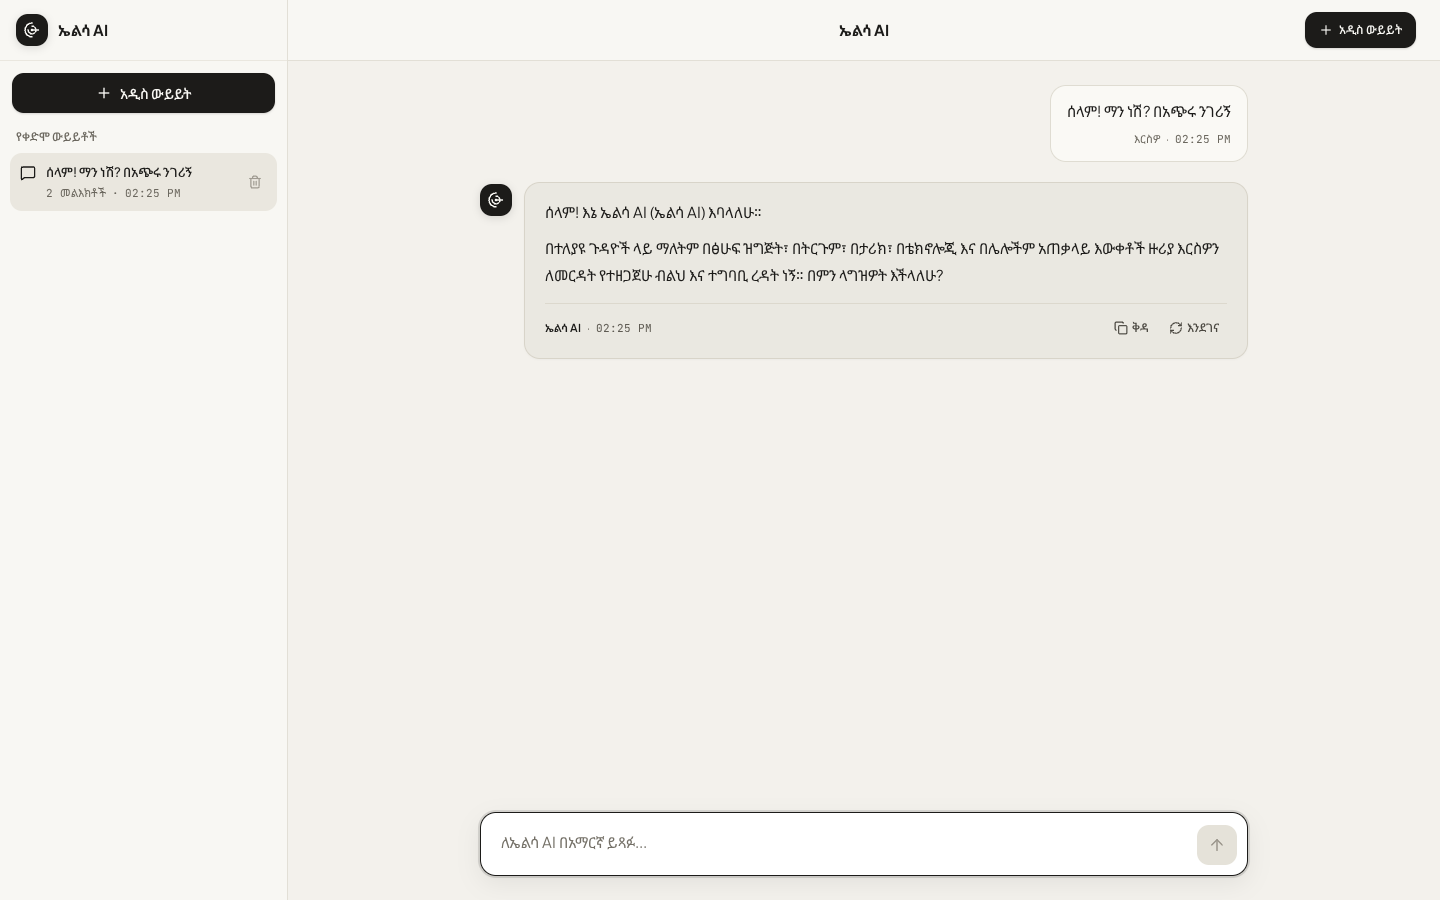 ኤልሳ AI
አዲስ ውይይት
የቀድሞ ውይይቶች
ሰላም! ማን ነሽ? በአጭሩ ንገሪኝ
2 መልእክቶች · 02:25 PM
ኤልሳ AI
አዲስ ውይይት
ሰላም! ማን ነሽ? በአጭሩ ንገሪኝ
እርስዎ · 02:25 PM
ሰላም! እኔ ኤልሳ AI (ኤልሳ AI) እባላለሁ።
በተለያዩ ጉዳዮች ላይ ማለትም በፅሁፍ ዝግጅት፣ በትርጉም፣ በታሪክ፣ በቴክኖሎጂ እና በሌሎችም አጠቃላይ እውቀቶች ዙሪያ እርስዎን
ለመርዳት የተዘጋጀሁ ብልህ እና ተግባቢ ረዳት ነኝ። በምን ላግዝዎት እችላለሁ?
ኤልሳ AI · 02:25 PM
ቅዳ
እንደገና
ለኤልሳ AI በአማርኛ ይጻፉ...